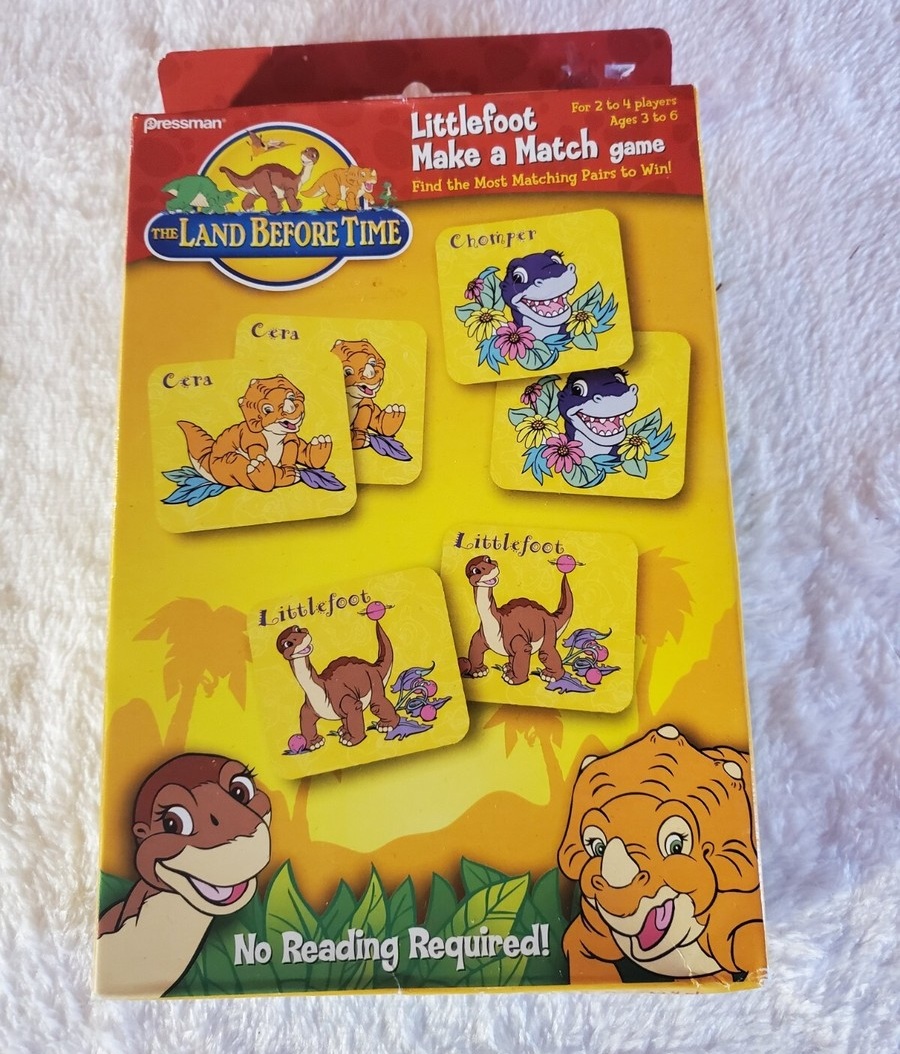 Pressman®
THE LAND BEFORE TIME
Littlefoot
Make a Match game
For 2 to 4 players
Ages 3 to 6
Find the Most Matching Pairs to Win!
Chomper
Cera
Cera
Littlefoot
Littlefoot
No Reading Required!